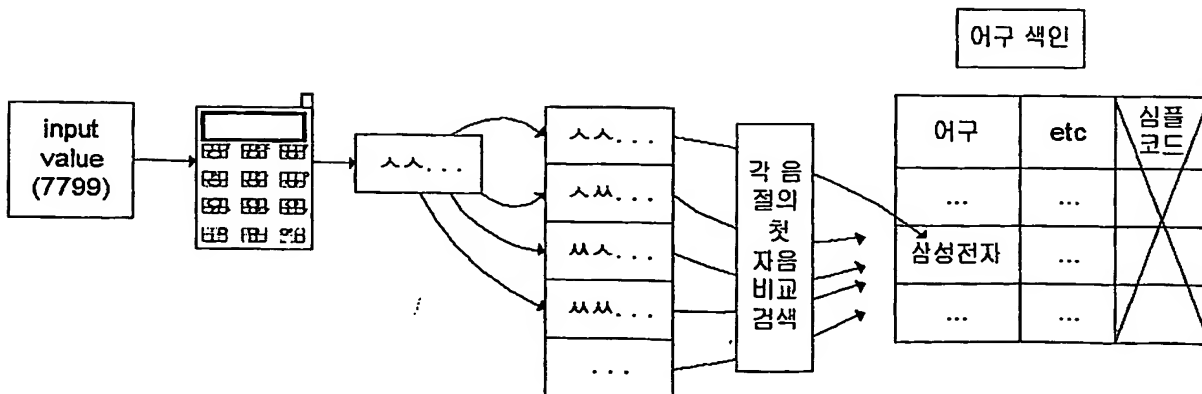 어구 색인
input
value
(7799)
ㅅㅅ...
ㅅㅅ...
ㅅㅆ...
ㅆㅅ...
ㅆㅆ...
...
각 음
절의
첫
자음
비교
검색
어구 etc 심플
코드
... ...
삼성전자 ...
... ...